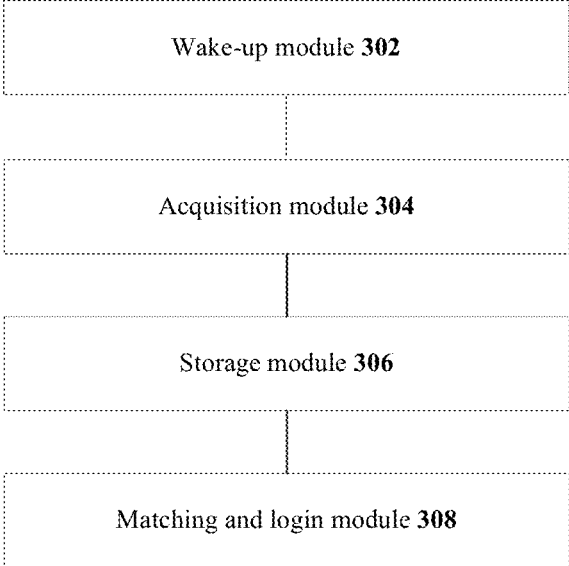 Wake-up module 302
Acquisition module 304
Storage module 306
Matching and login module 308